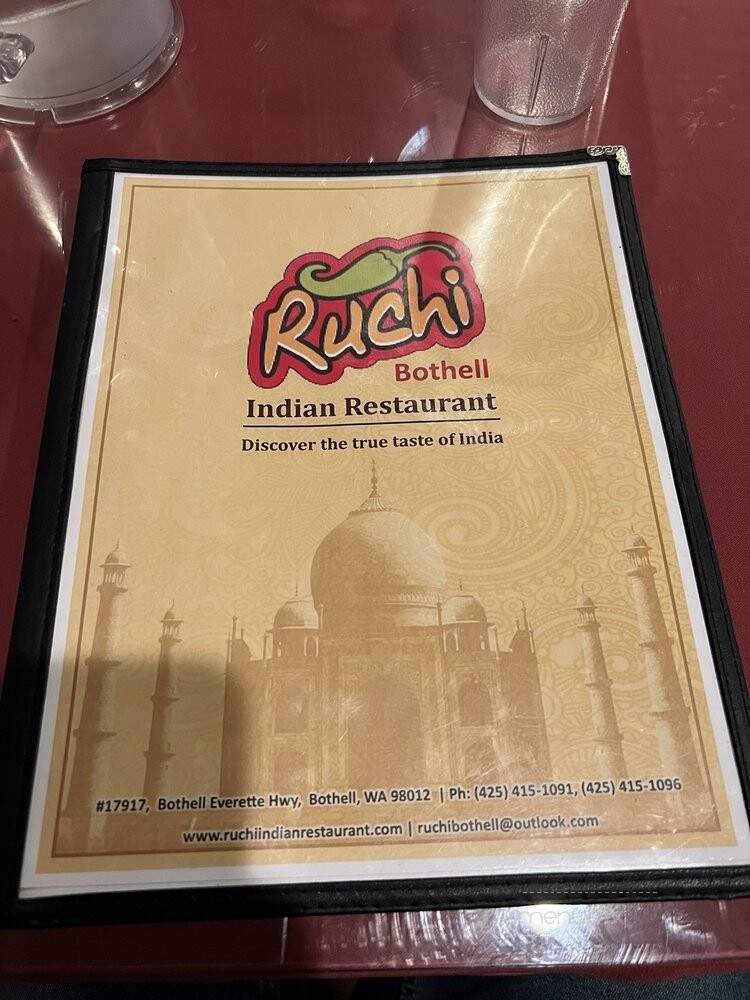 Ruchi
Bothell
Indian Restaurant
Discover the true taste of India
#17917, Bothell Everette Hwy, Bothell, WA 98012 | Ph: (425) 415-1091, (425) 415-1096
www.ruchiindianrestaurant.com | ruchibothell@outlook.com